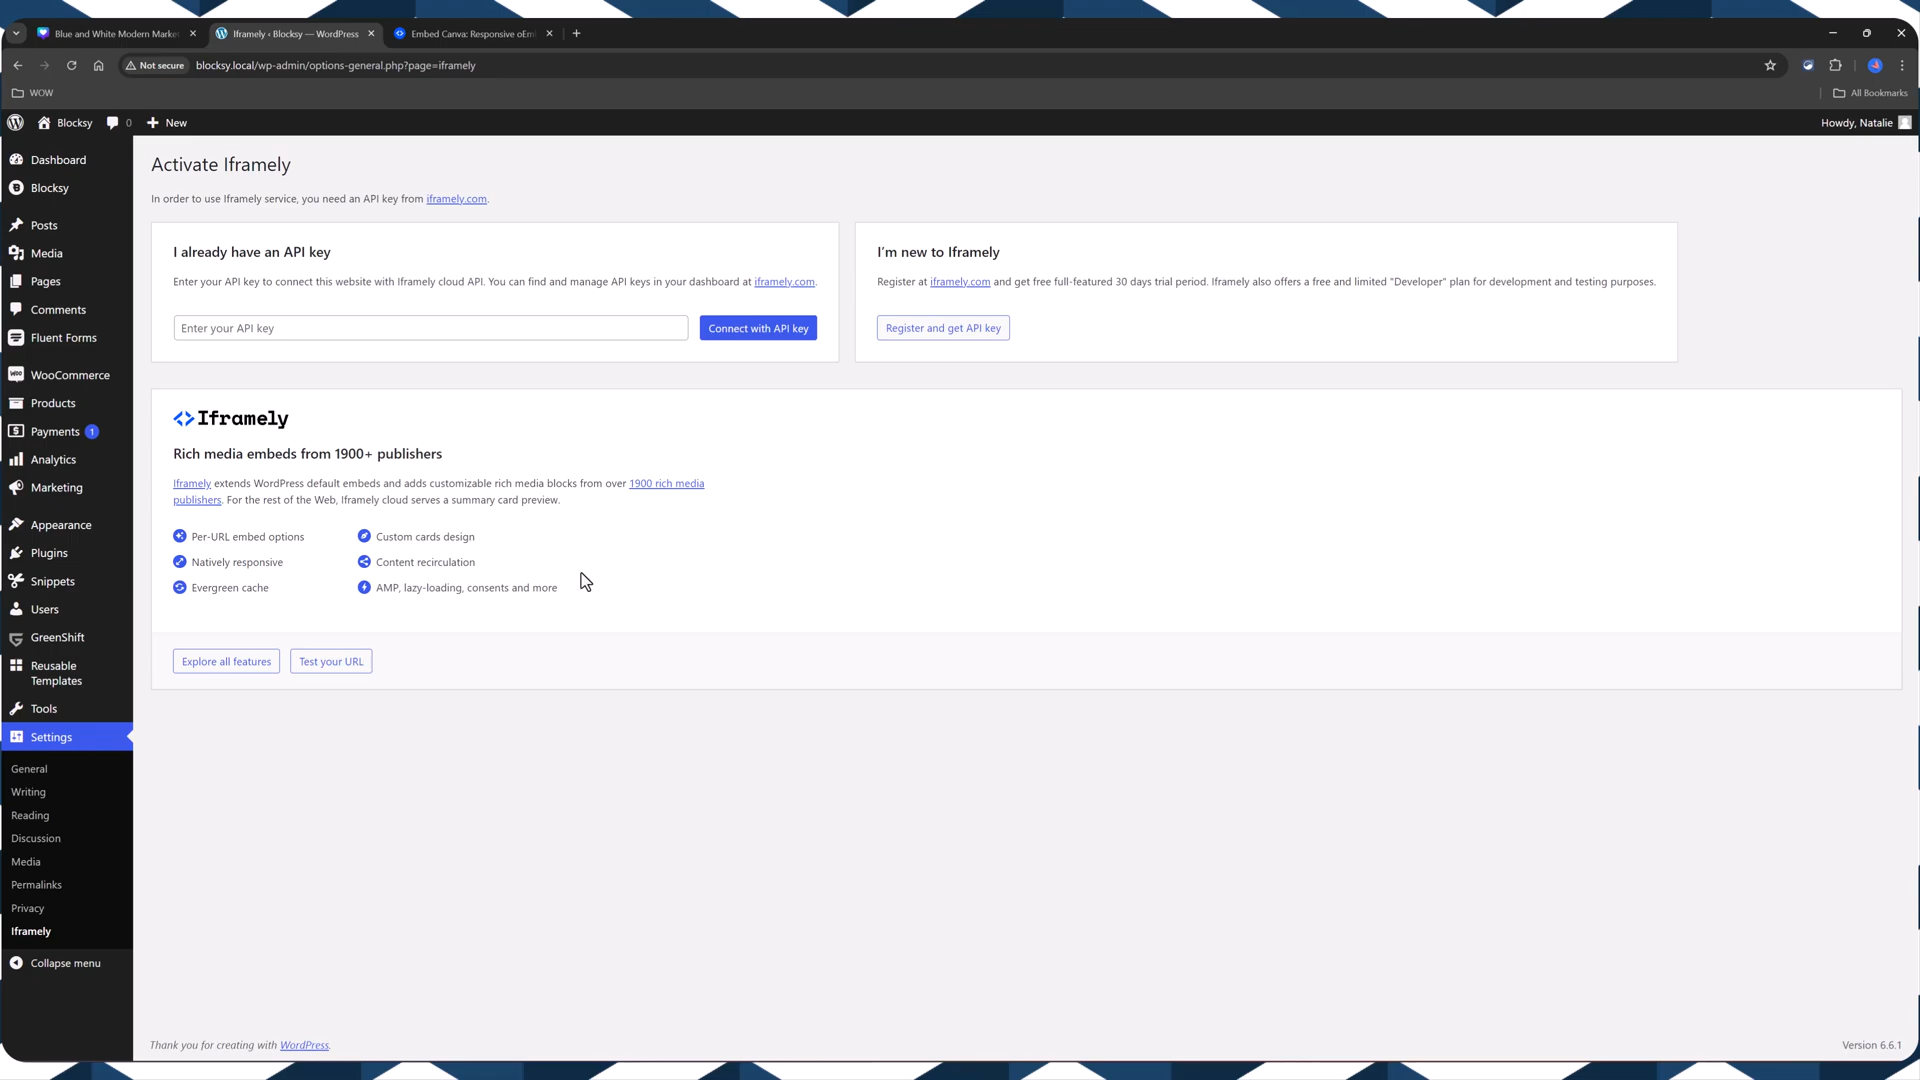 Blue and White Modern Market
Iframely ‹ Blocksy — WordPress
Embed Canva: Responsive oEm
Not secure
blocksy.local/wp-admin/options-general.php?page=iframely
WOW
All Bookmarks
Blocksy
0
New
Howdy, Natalie
Dashboard
Blocksy
Posts
Media
Pages
Comments
Fluent Forms
WooCommerce
Products
Payments 1
Analytics
Marketing
Appearance
Plugins
Snippets
Users
GreenShift
Reusable
Templates
Tools
Settings
General
Writing
Reading
Discussion
Media
Permalinks
Privacy
Iframely
Collapse menu
Activate Iframely
In order to use Iframely service, you need an API key from iframely.com.
I already have an API key
Enter your API key to connect this website with Iframely cloud API. You can find and manage API keys in your dashboard at iframely.com.
Enter your API key
Connect with API key
I'm new to Iframely
Register at iframely.com and get free full-featured 30 days trial period. Iframely also offers a free and limited "Developer" plan for development and testing purposes.
Register and get API key
Iframely
Rich media embeds from 1900+ publishers
Iframely extends WordPress default embeds and adds customizable rich media blocks from over 1900 rich media
publishers. For the rest of the Web, Iframely cloud serves a summary card preview.
Per-URL embed options
Custom cards design
Natively responsive
Content recirculation
Evergreen cache
AMP, lazy-loading, consents and more
Explore all features
Test your URL
Thank you for creating with WordPress.
Version 6.6.1